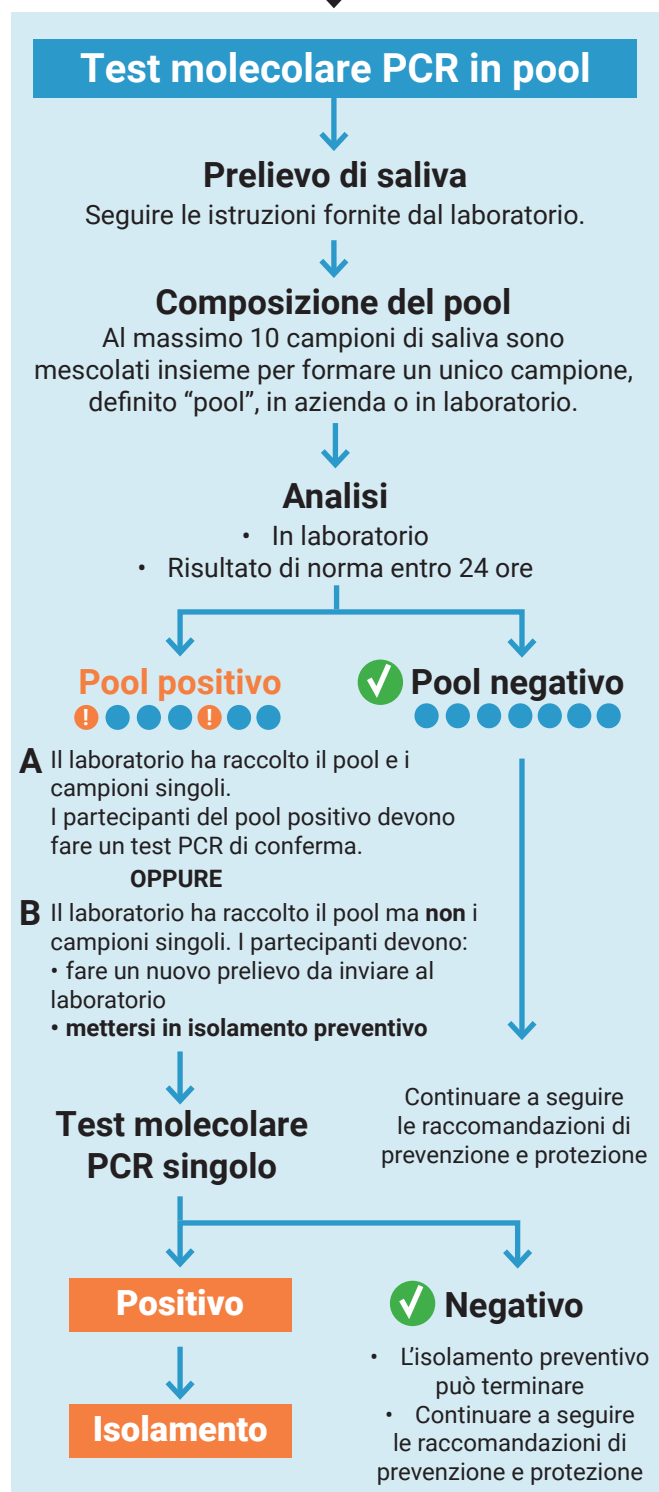 Test molecolare PCR in pool
Prelievo di saliva
Seguire le istruzioni fornite dal laboratorio.
Composizione del pool
Al massimo 10 campioni di saliva sono
mescolati insieme per formare un unico campione,
definito “pool”, in azienda o in laboratorio.
Analisi
• In laboratorio
• Risultato di norma entro 24 ore
Pool positivo
! !
Pool negativo
A Il laboratorio ha raccolto il pool e i
campioni singoli.
I partecipanti del pool positivo devono
fare un test PCR di conferma.
OPPURE
B Il laboratorio ha raccolto il pool ma non i
campioni singoli. I partecipanti devono:
• fare un nuovo prelievo da inviare al
laboratorio
• mettersi in isolamento preventivo
Continuare a seguire
le raccomandazioni di
prevenzione e protezione
Test molecolare
PCR singolo
Positivo
Isolamento
Negativo
• L’isolamento preventivo
può terminare
• Continuare a seguire
le raccomandazioni di
prevenzione e protezione